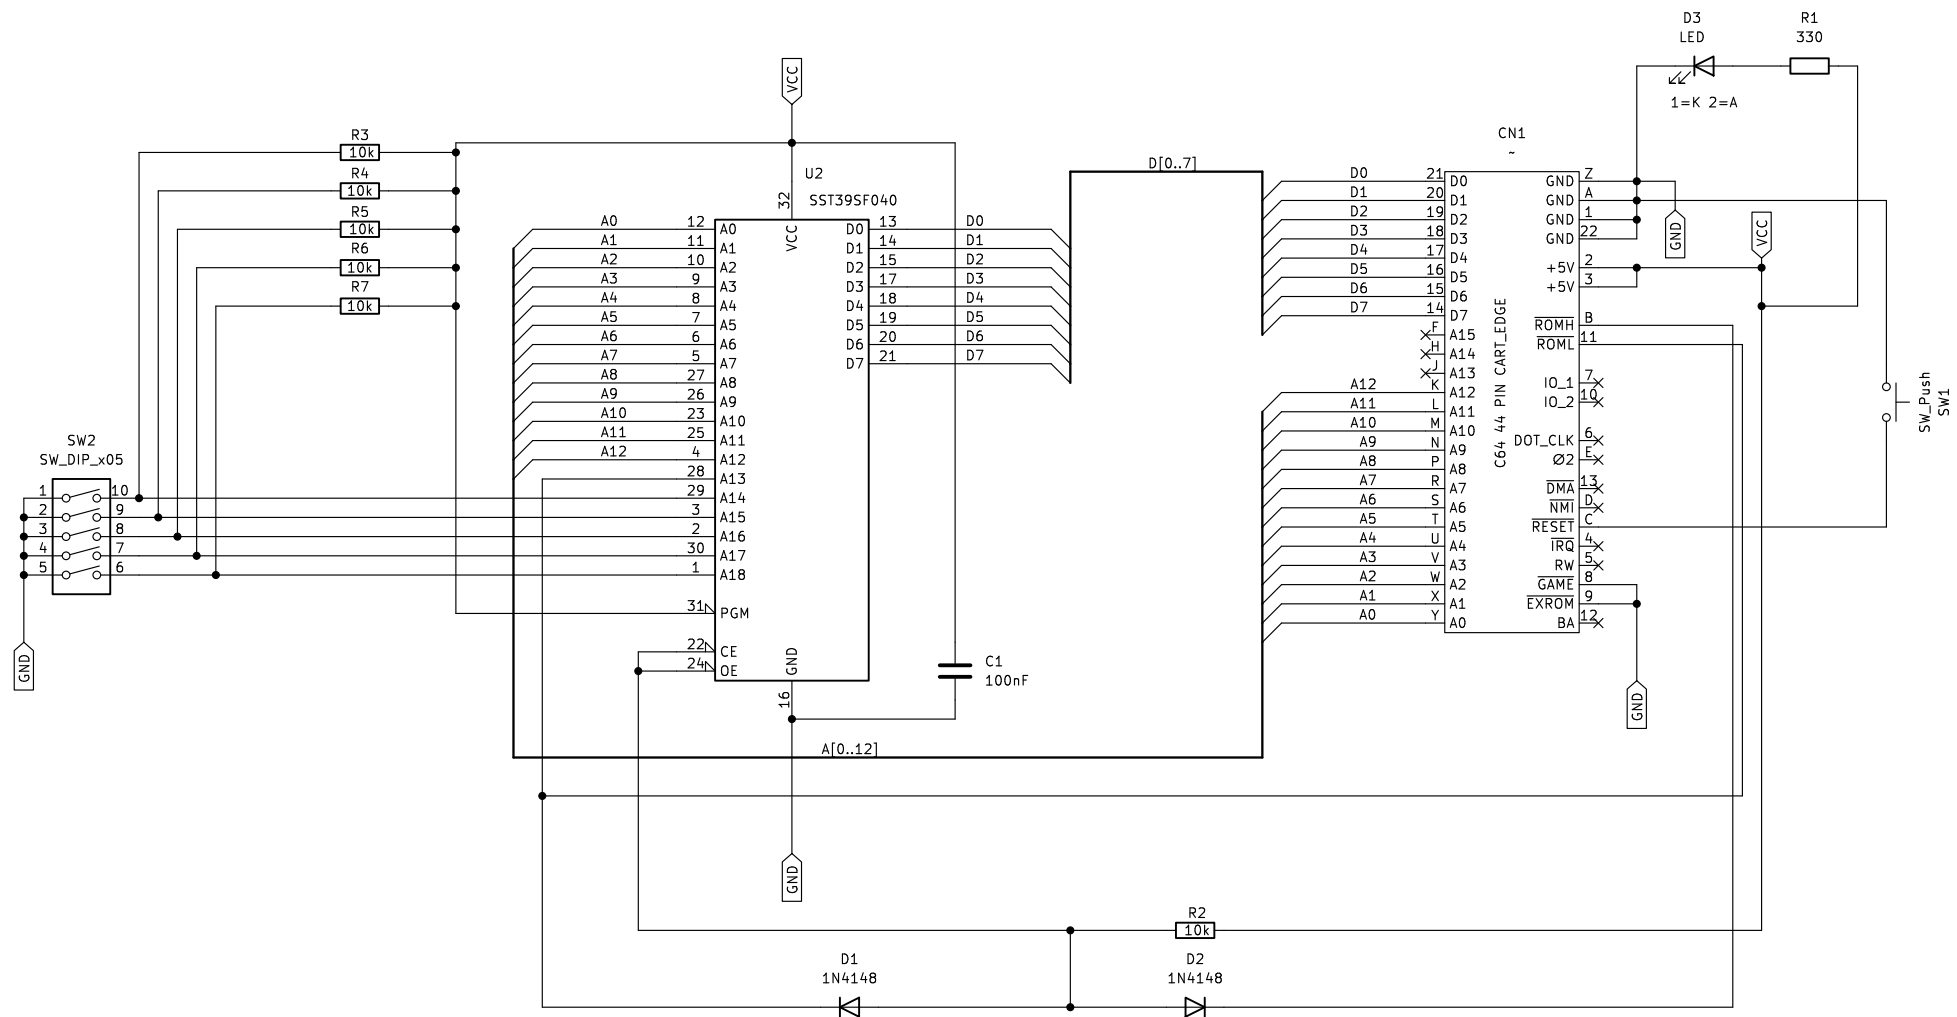 D3
LED
1=K 2=A
R1
330
VCC
R3
10k
R4
10k
R5
10k
R6
10k
R7
10k
U2
SST39SF040
32
VCC
A0
12
A0
A1
11
A1
A2
10
A2
A3
9
A3
A4
8
A4
A5
7
A5
A6
6
A6
A7
5
A7
A8
27
A8
A9
26
A9
A10
23
A10
A11
25
A11
A12
4
A12
28
A13
29
A14
3
A15
2
A16
30
A17
1
A18
31
PGM
22
CE
24
OE
GND
16
D0
13
D0
D1
14
D1
D2
15
D2
D3
17
D3
D4
18
D4
D5
19
D5
D6
20
D6
D7
21
D7
D[0..7]
A[0..12]
SW2
SW_DIP_x05
1
10
2
9
3
8
4
7
5
6
GND
C1
100nF
GND
CN1
~
C64 44 PIN CART_EDGE
D0
21
D0
D1
20
D1
D2
19
D2
D3
18
D3
D4
17
D4
D5
16
D5
D6
15
D6
D7
14
D7
F
A15
H
A14
J
A13
A12
K
A12
A11
L
A11
A10
M
A10
A9
N
A9
A8
P
A8
A7
R
A7
A6
S
A6
A5
T
A5
A4
U
A4
A3
V
A3
A2
W
A2
A1
X
A1
A0
Y
A0
GND
Z
GND
A
GND
1
GND
22
+5V
2
+5V
3
ROMH
B
ROML
11
IO_1
7
IO_2
10
DOT_CLK
6
Ø2
E
DMA
13
NMI
D
RESET
C
IRQ
4
RW
5
GAME
8
EXROM
9
BA
12
GND
VCC
GND
SW_Push
SW1
R2
10k
D1
1N4148
D2
1N4148